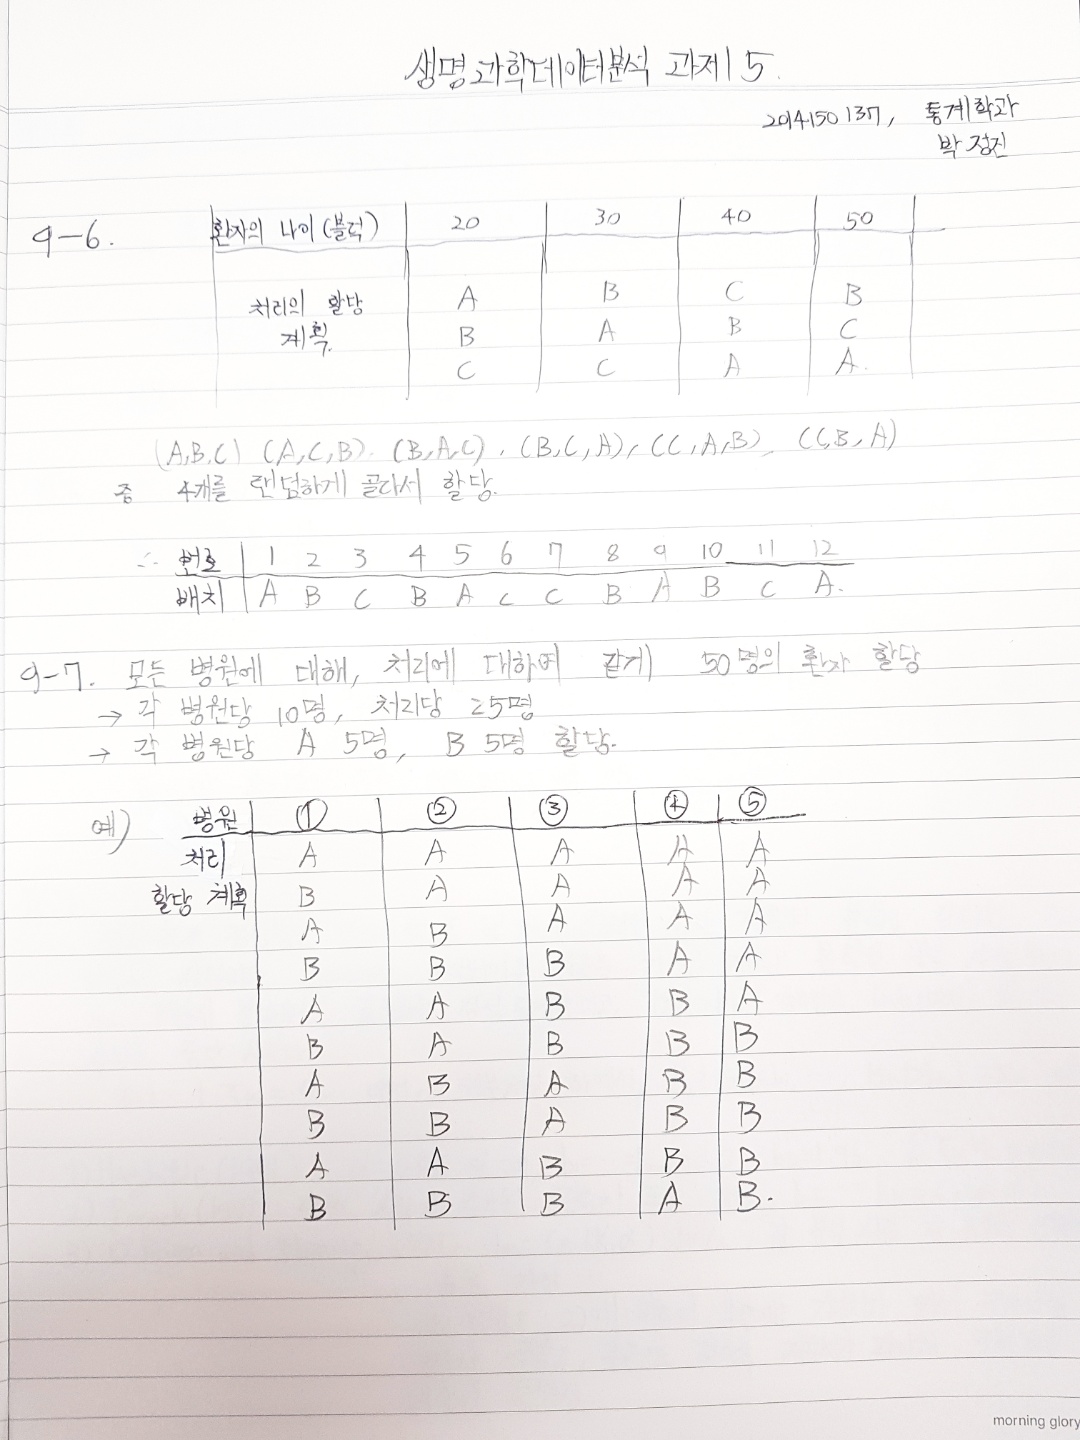 생명과학데이터분석 과제 5.
2014150137, 통계학과
박정진
9-6.
환자의 나이(블럭) 20 30 40 50
처리의 할당 A B C B
계획. B A B C
C C A A.
(A,B,C) (A,C,B). (B,A,C), (B,C,A), (C,A,B), (C,B,A)
중 4개를 랜덤하게 골라서 할당.
∴ 번호 1 2 3 4 5 6 7 8 9 10 11 12
배치 A B C B A C C B A B C A.
9-7. 모든 병원에 대해, 처리에 대하여 같게 50명의 환자 할당
→ 각 병원당 10명, 처리당 25명
→ 각 병원당 A 5명, B 5명 할당.
예) 병원 ① ② ③ ④ ⑤
처리 A A A A A
할당 계획 B A A A A
A B A A A
B B B A A
A A B B A
B A B B B
A B A B B
B B A B B
A A B B B
B B B A B.
morning glory